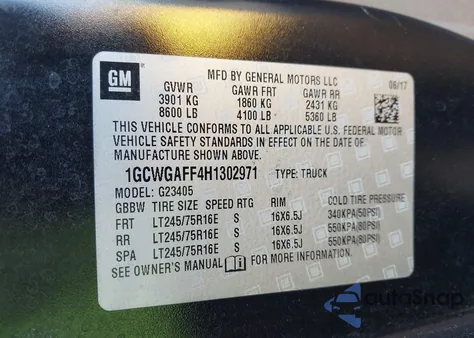 GM
MFD BY GENERAL MOTORS LLC 06/17
GVWR GAWR FRT GAWR RR
3901 KG 1860 KG 2431 KG
8600 LB 4100 LB 5360 LB
THIS VEHICLE CONFORMS TO ALL APPLICABLE U.S. FEDERAL MOTOR
VEHICLE SAFETY STANDARDS IN EFFECT ON THE DATE OF
MANUFACTURE SHOWN ABOVE.
1GCWGAFF4H1302971 TYPE: TRUCK
MODEL: G23405
GBBW TIRE SIZE SPEED RTG RIM COLD TIRE PRESSURE
FRT LT245/75R16E S 16X6.5J 340KPA(50PSI)
RR LT245/75R16E S 16X6.5J 550KPA(80PSI)
SPA LT245/75R16E S 16X6.5J 550KPA(80PSI)
SEE OWNER'S MANUAL FOR MORE INFORMATION
autoSnap